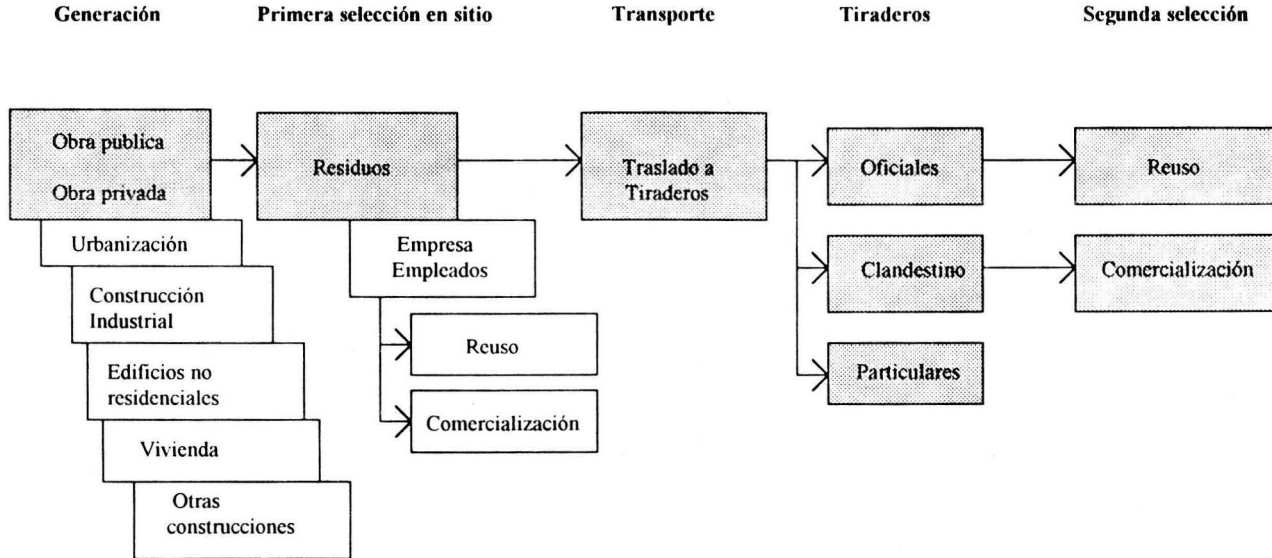 Generación
Primera selección en sitio
Transporte
Tiraderos
Segunda selección
Obra publica
Obra privada
Urbanización
Construcción
Industrial
Edificios no
residenciales
Vivienda
Otras
construcciones
Residuos
Empresa
Empleados
Reuso
Comercialización
Traslado a
Tiraderos
Oficiales
Clandestino
Particulares
Reuso
Comercialización